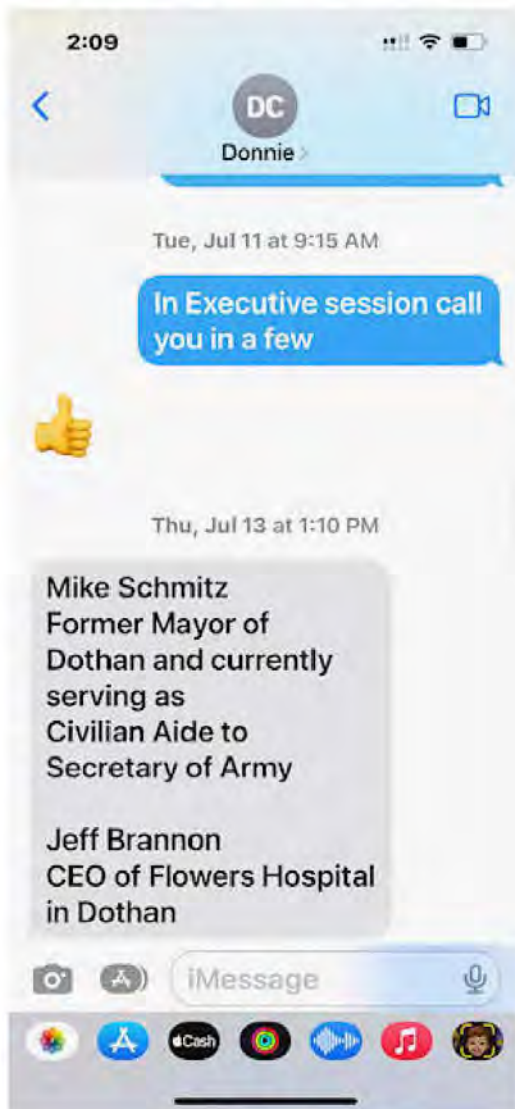 2:09
DC
Donnie
Tue, Jul 11 at 9:15 AM
In Executive session call
you in a few
Thu, Jul 13 at 1:10 PM
Mike Schmitz
Former Mayor of
Dothan and currently
serving as
Civilian Aide to
Secretary of Army
Jeff Brannon
CEO of Flowers Hospital
in Dothan
iMessage
Cash